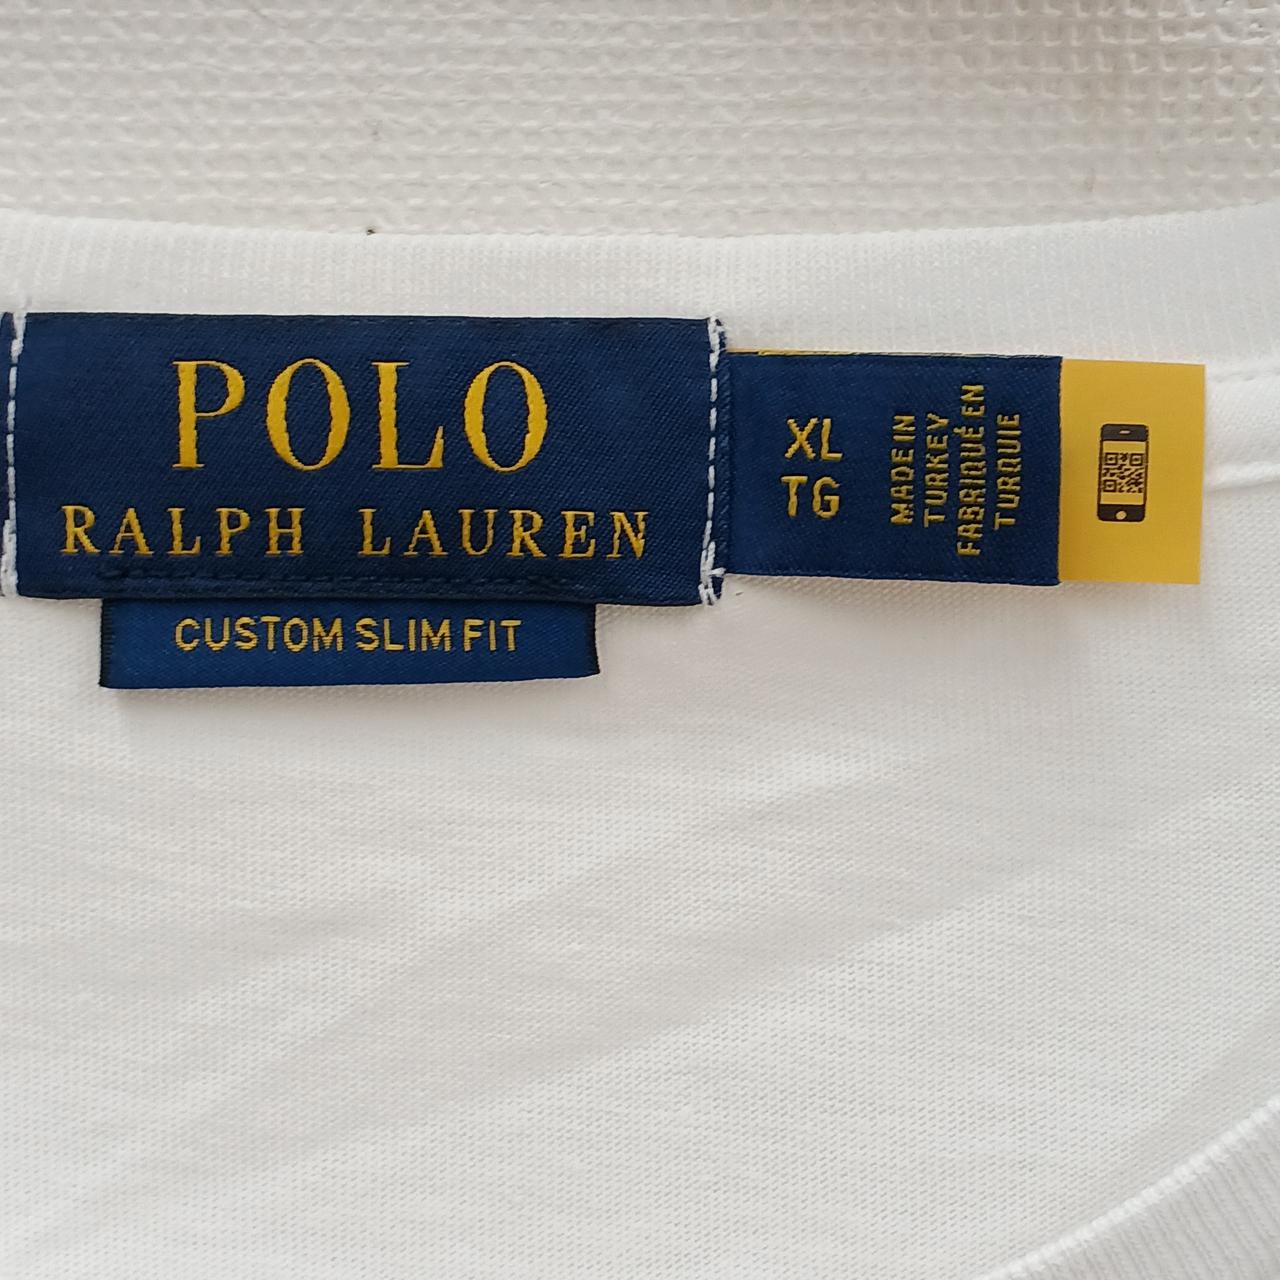 POLO
RALPH LAUREN
CUSTOM SLIM FIT
XL
TG
MADE IN
TURKEY
FABRIQUÉ EN
TURQUIE